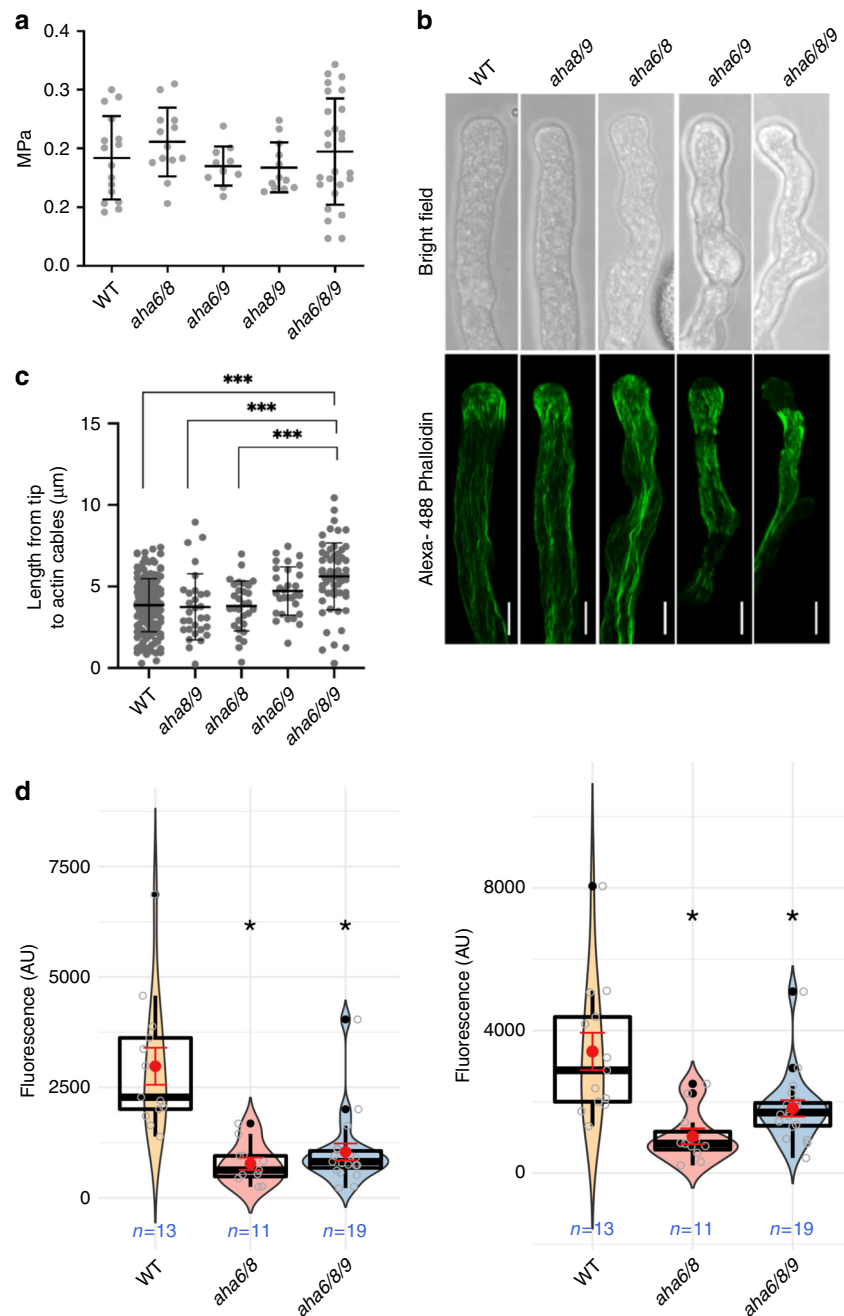 a
0.4
0.3
0.2
0.2
0.0
MPa
WT
aha6/8
aha6/9
aha8/9
aha6/8/9
b
WT
aha8/9
aha6/8
aha6/9
aha6/8/9
Bright field
Alexa- 488 Phalloidin
c
***
***
***
15
10
5
0
Length from tip
to actin cables (μm)
WT
aha8/9
aha6/8
aha6/9
aha6/8/9
d
7500
5000
2500
0
Fluorescence (AU)
*
*
n=13
n=11
n=19
WT
aha6/8
aha6/8/9
8000
4000
0
Fluorescence (AU)
*
*
n=13
n=11
n=19
WT
aha6/8
aha6/8/9